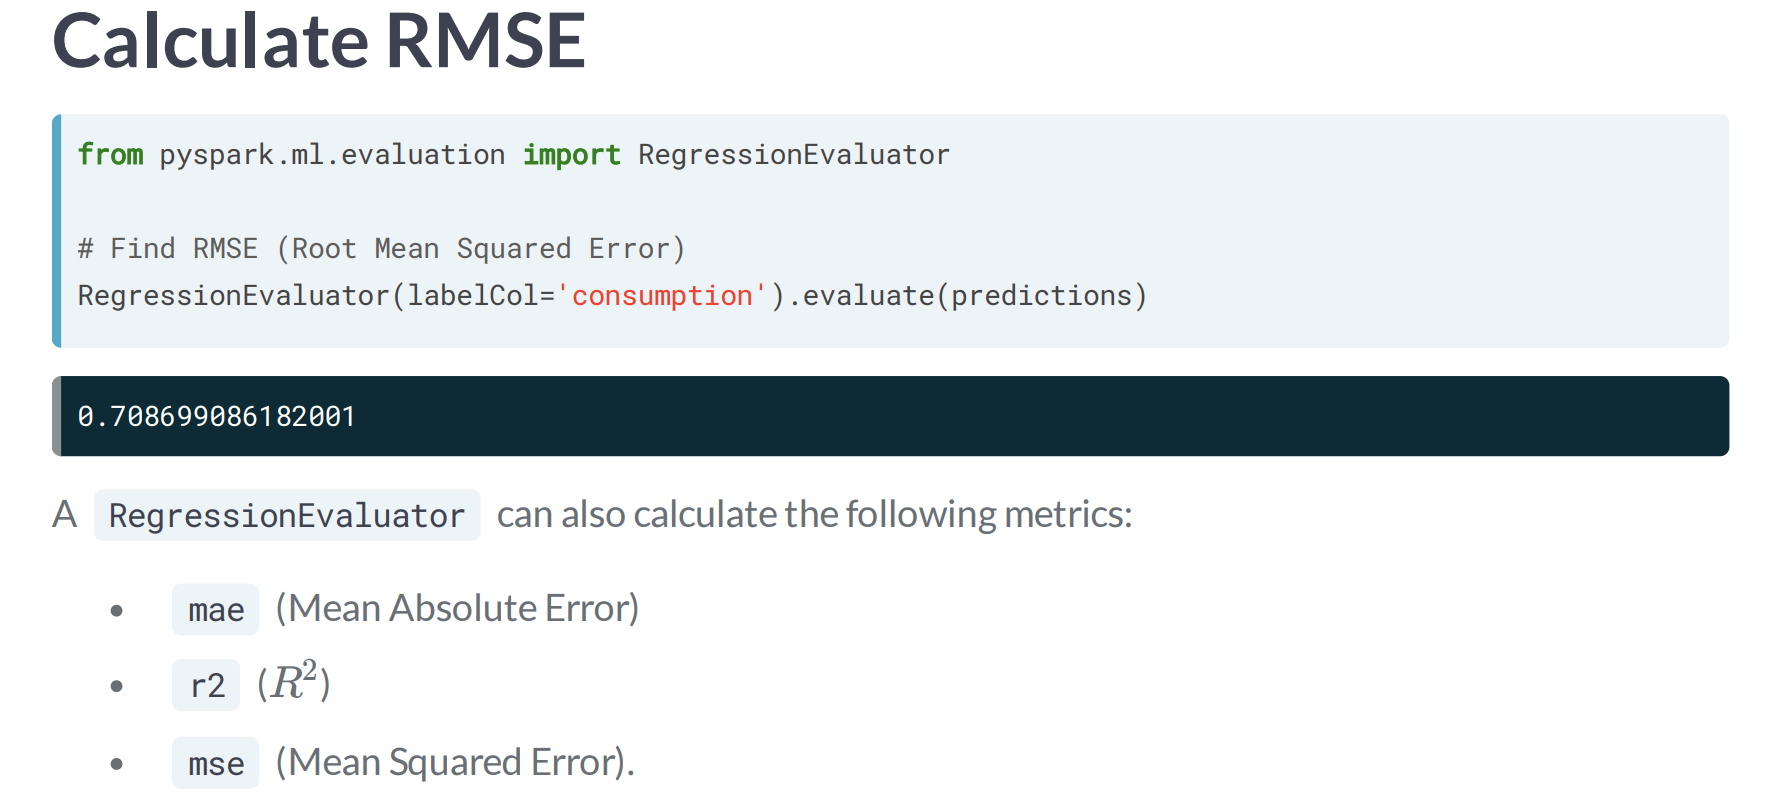 Calculate RMSE
from pyspark.ml.evaluation import RegressionEvaluator
# Find RMSE (Root Mean Squared Error)
RegressionEvaluator(labelCol='consumption').evaluate(predictions)
0.708699086182001
A RegressionEvaluator can also calculate the following metrics:
• mae (Mean Absolute Error)
• r2 (R²)
• mse (Mean Squared Error).